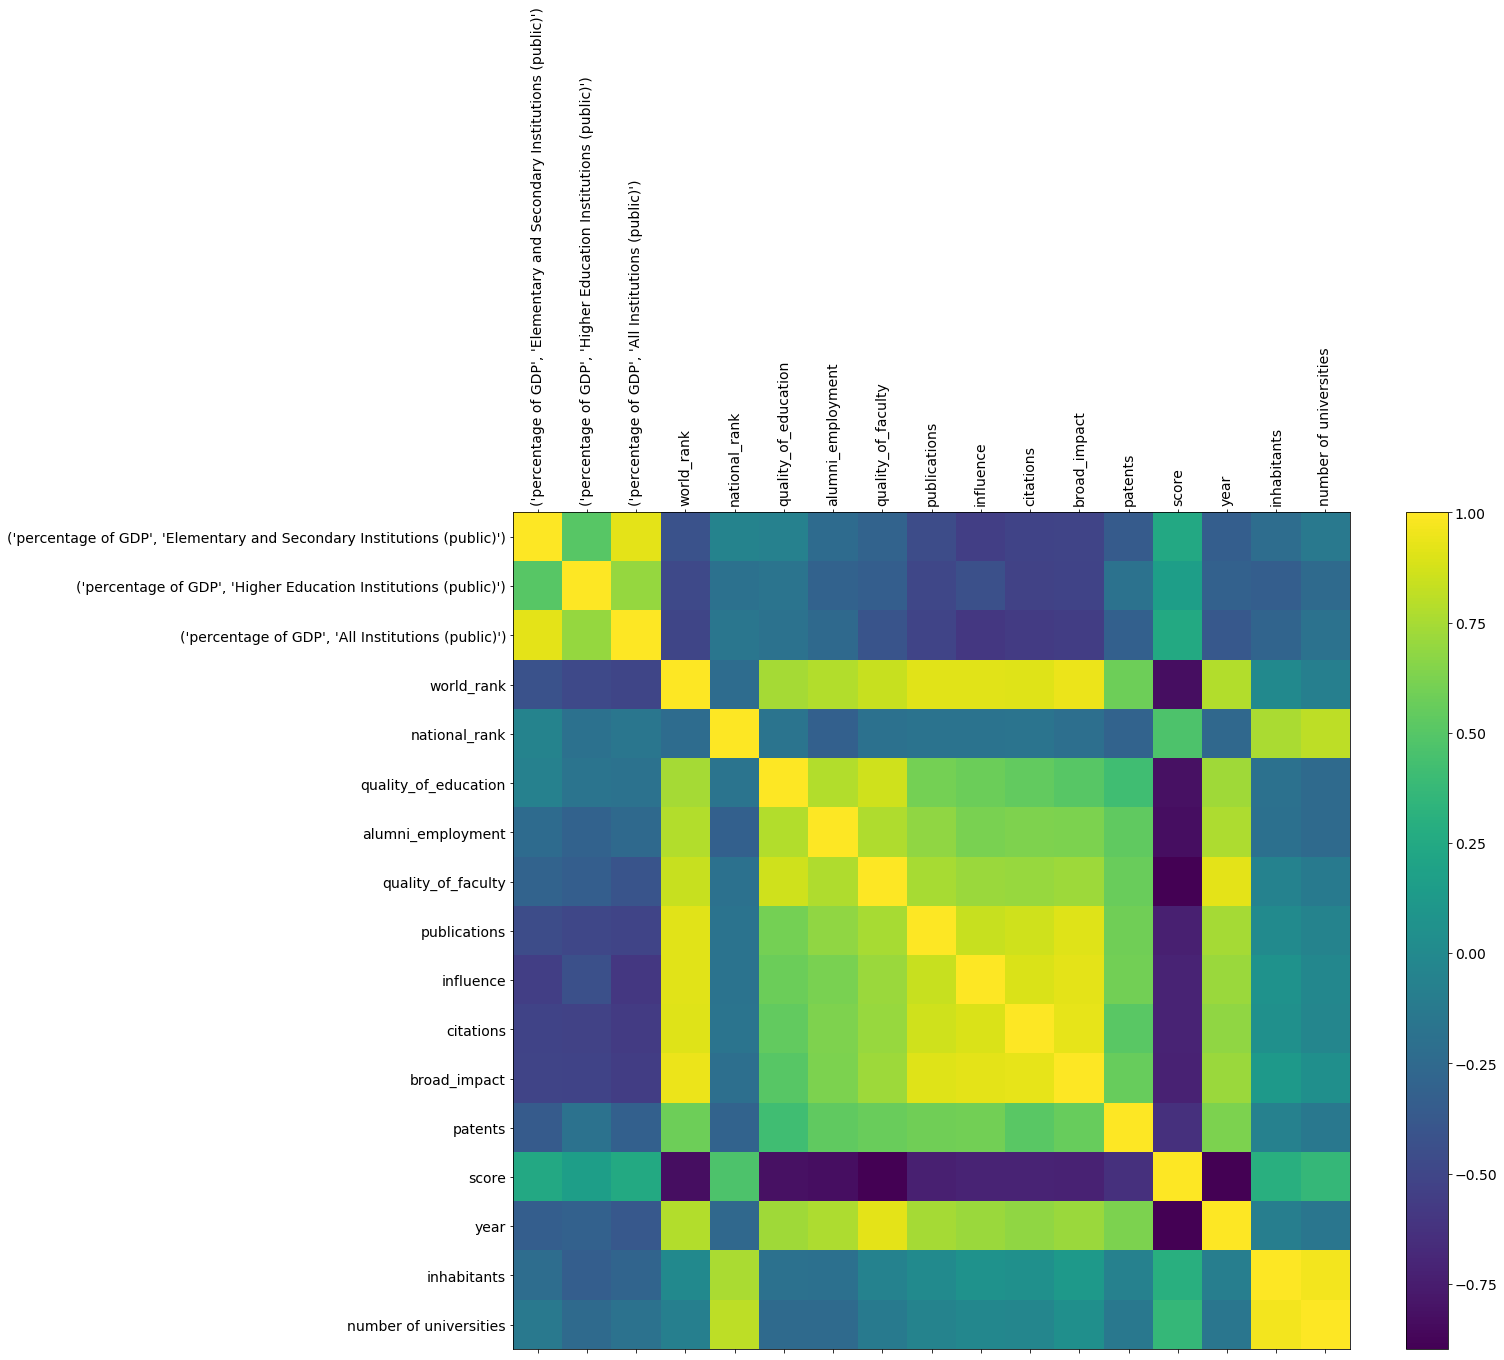 ('percentage of GDP', 'Elementary and Secondary Institutions (public)')
('percentage of GDP', 'Higher Education Institutions (public)')
('percentage of GDP', 'All Institutions (public)')
world_rank
national_rank
quality_of_education
alumni_employment
quality_of_faculty
publications
influence
citations
broad_impact
patents
score
year
inhabitants
number of universities
('percentage of GDP', 'Elementary and Secondary Institutions (public)')
('percentage of GDP', 'Higher Education Institutions (public)')
('percentage of GDP', 'All Institutions (public)')
world_rank
national_rank
quality_of_education
alumni_employment
quality_of_faculty
publications
influence
citations
broad_impact
patents
score
year
inhabitants
number of universities
1.00
0.75
0.50
0.25
0.00
−0.25
−0.50
−0.75